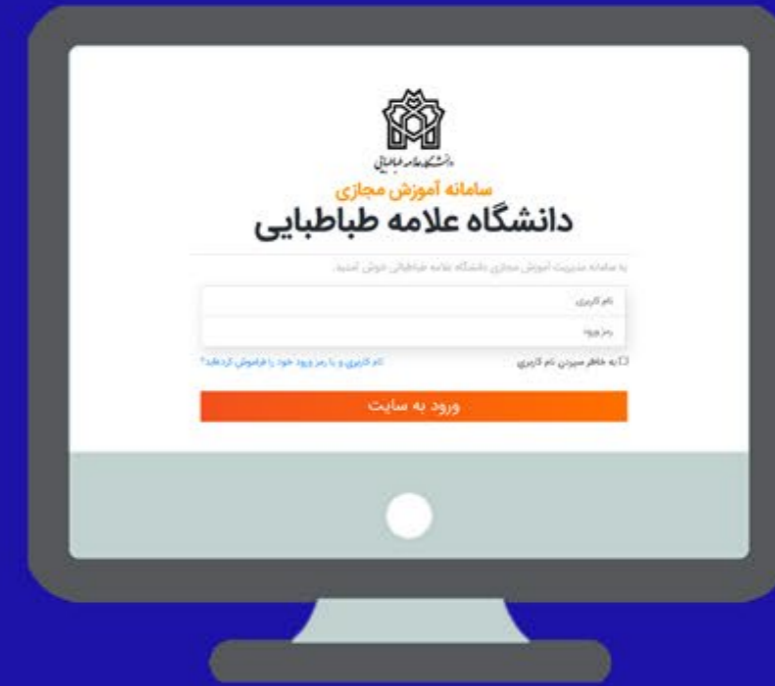 دانشگاه علامه طباطبائی
سامانه آموزش مجازی
دانشگاه علامه طباطبایی
به سامانه مدیریت آموزش مجازی دانشگاه علامه طباطبائی خوش آمدید.
نام کاربری
رمز ورود
به خاطر سپردن نام کاربری
نام کاربری و یا رمز ورود خود را فراموش کرده‌اید؟
ورود به سایت